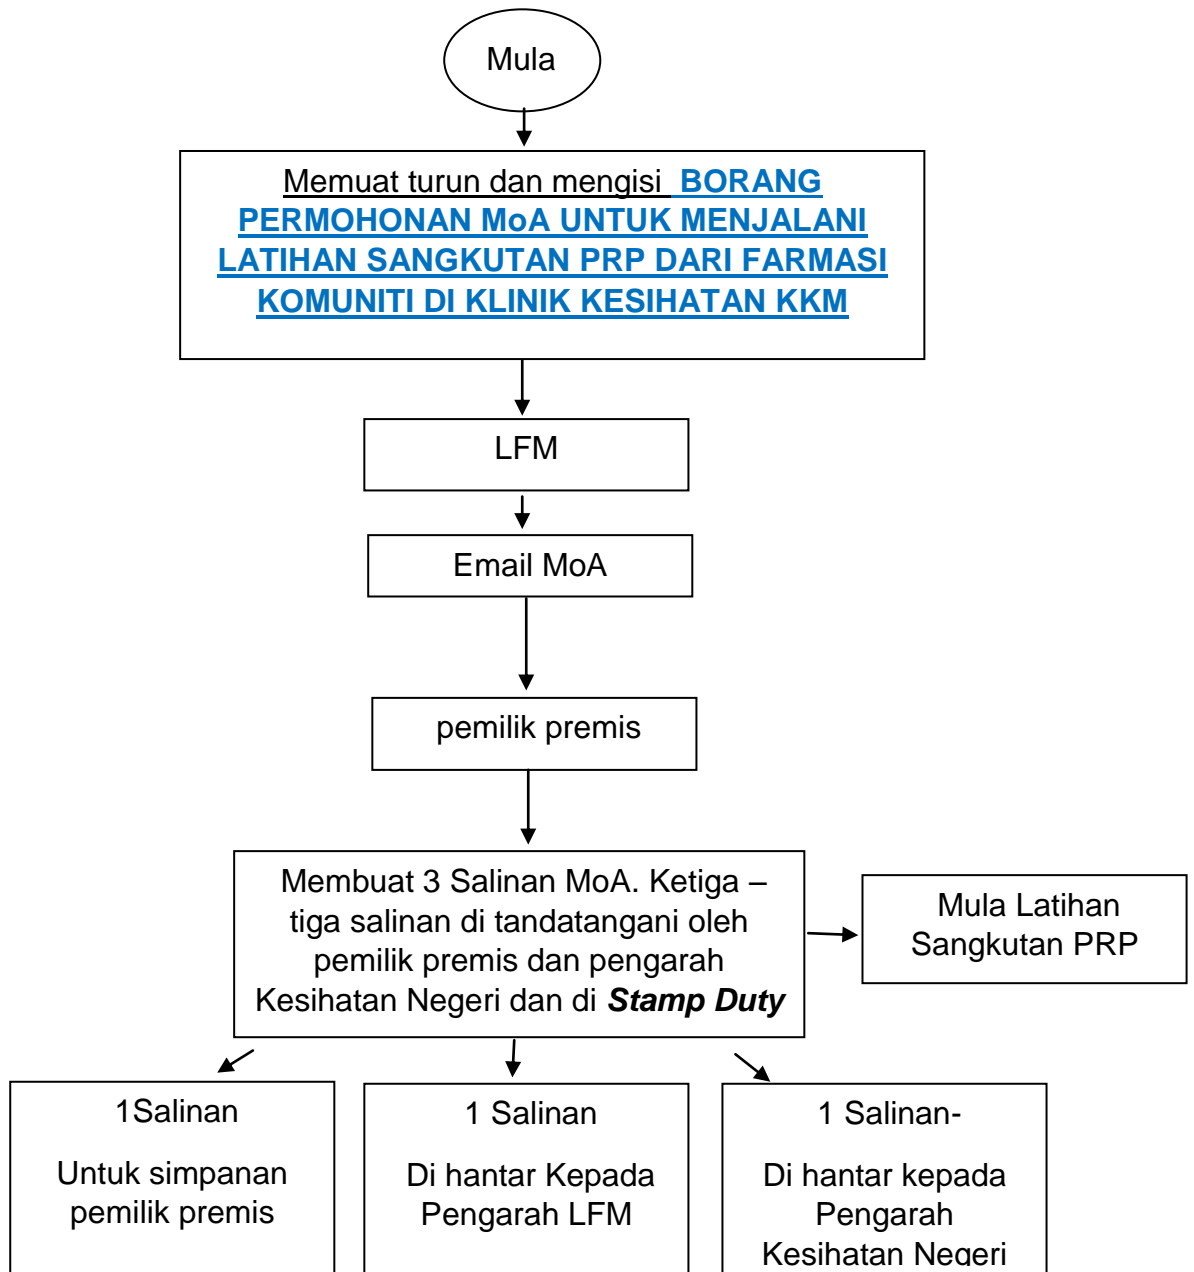 Mula
Memuat turun dan mengisi BORANG
PERMOHONAN MoA UNTUK MENJALANI
LATIHAN SANGKUTAN PRP DARI FARMASI
KOMUNITI DI KLINIK KESIHATAN KKM
LFM
Email MoA
pemilik premis
Membuat 3 Salinan MoA. Ketiga –
tiga salinan di tandatangani oleh
pemilik premis dan pengarah
Kesihatan Negeri dan di Stamp Duty
Mula Latihan
Sangkutan PRP
1Salinan
Untuk simpanan
pemilik premis
1 Salinan
Di hantar Kepada
Pengarah LFM
1 Salinan-
Di hantar kepada
Pengarah
Kesihatan Negeri